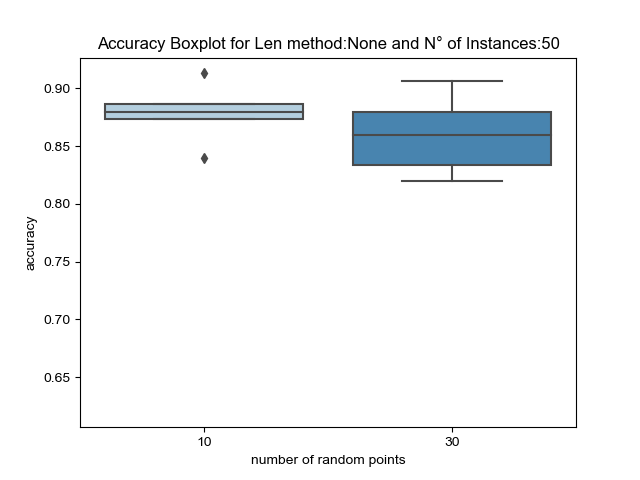 Accuracy Boxplot for Len method:None and N° of Instances:50
0.90
0.85
0.80
0.75
0.70
0.65
accuracy
10
30
number of random points